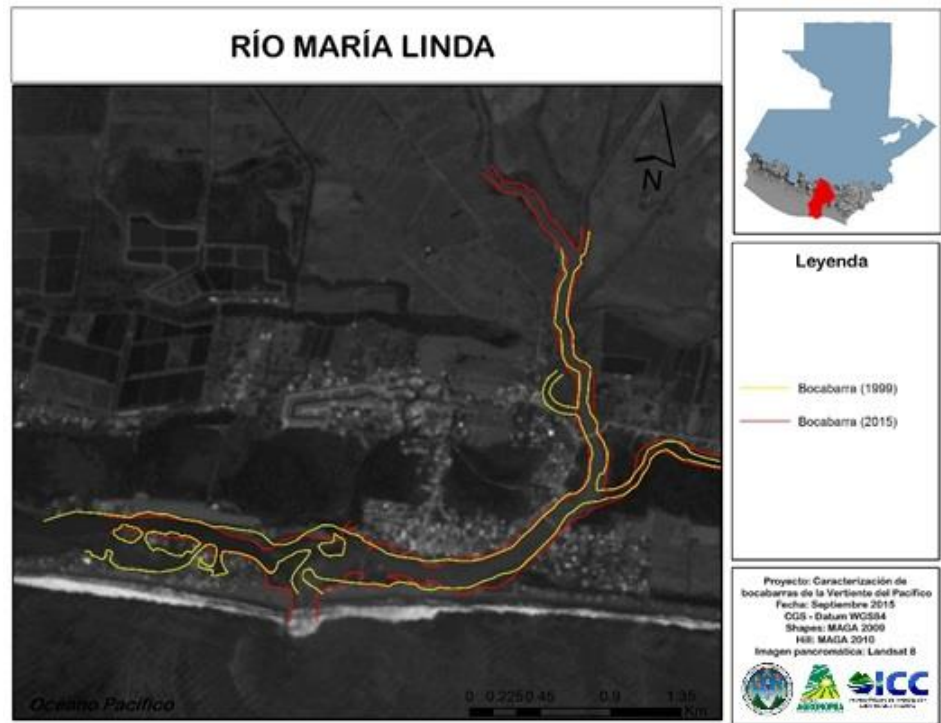 RÍO MARÍA LINDA
N
Océano Pacífico
0 0.225 0.45 0.9 1.35
Km
Leyenda
Bocabarra (1999)
Bocabarra (2015)
Proyecto: Caracterización de
bocabarras de la Vertiente del Pacífico
Fecha: Septiembre 2015
CGS - Datum WGS84
Shapes: MAGA 2009
Hill: MAGA 2010
Imagen pancromática: Landsat 8
ICC